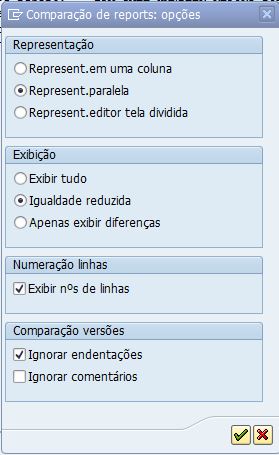 Comparação de reports: opções
Representação
Represent.em uma coluna
Represent.paralela
Represent.editor tela dividida
Exibição
Exibir tudo
Igualdade reduzida
Apenas exibir diferenças
Numeração linhas
Exibir nºs de linhas
Comparação versões
Ignorar endentações
Ignorar comentários